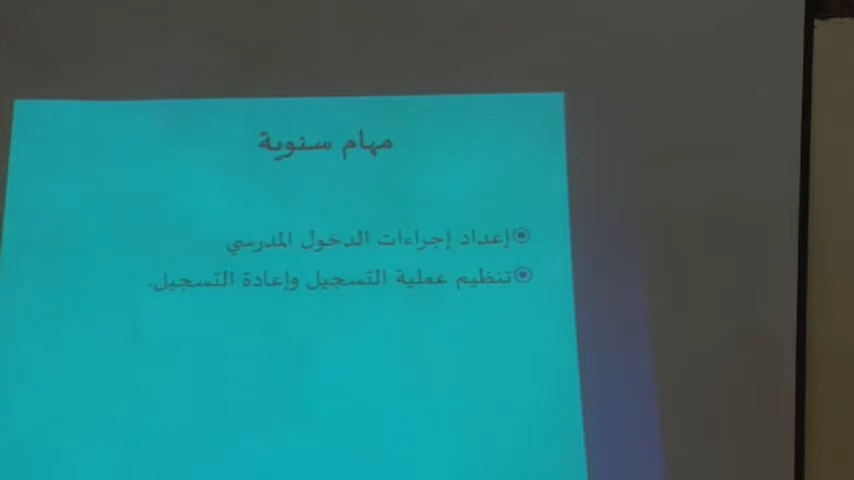 مهام سنوية
إعداد إجراءات الدخول المدرسي
تنظيم عملية التسجيل وإعادة التسجيل.